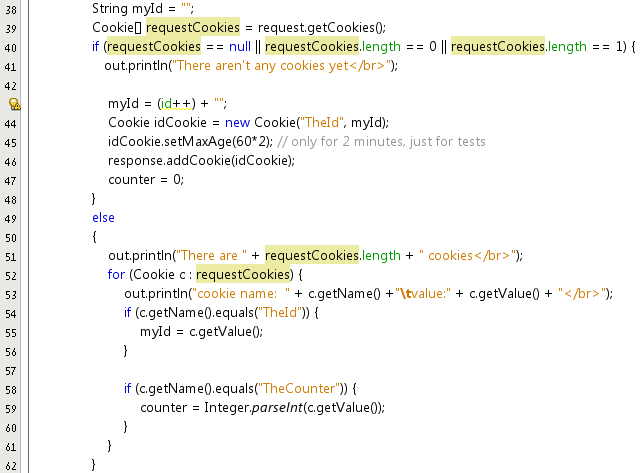 38 String myId = "";
39 Cookie[] requestCookies = request.getCookies();
40 if (requestCookies == null || requestCookies.length == 0 || requestCookies.length == 1) {
41 out.println("There aren't any cookies yet</br>");
42
myId = (id++) + "";
44 Cookie idCookie = new Cookie("TheId", myId);
45 idCookie.setMaxAge(60*2); // only for 2 minutes, just for tests
46 response.addCookie(idCookie);
47 counter = 0;
48 }
49 else
50 {
51 out.println("There are " + requestCookies.length + " cookies</br>");
52 for (Cookie c : requestCookies) {
53 out.println("cookie name:  " + c.getName() +"\tvalue:" + c.getValue() + "</br>");
54 if (c.getName().equals("TheId")) {
55 myId = c.getValue();
56 }
57
58 if (c.getName().equals("TheCounter")) {
59 counter = Integer.parseInt(c.getValue());
60 }
61 }
62 }